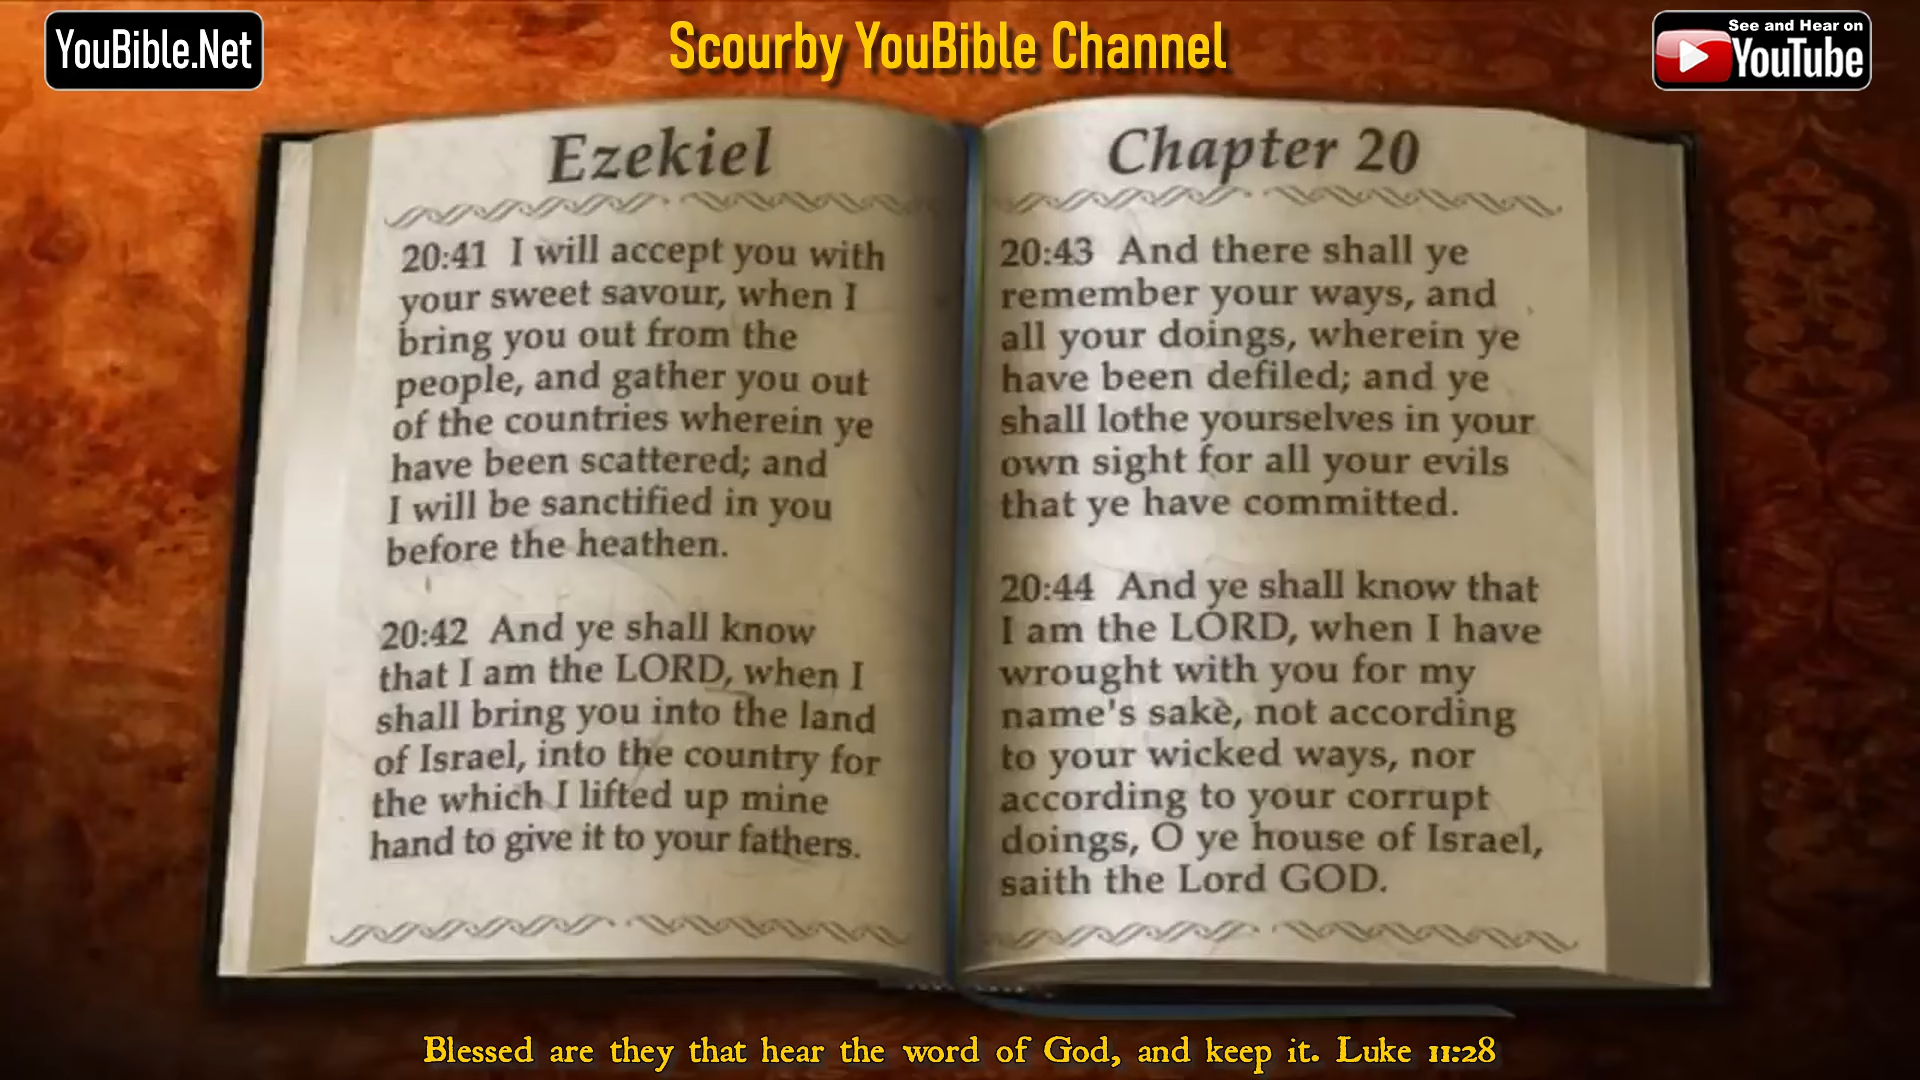 YouBible.Net
Scourby YouBible Channel
See and Hear on
YouTube
Ezekiel
20:41 I will accept you with
your sweet savour, when I
bring you out from the
people, and gather you out
of the countries wherein ye
have been scattered; and
I will be sanctified in you
before the heathen.
20:42 And ye shall know
that I am the LORD, when I
shall bring you into the land
of Israel, into the country for
the which I lifted up mine
hand to give it to your fathers.
Chapter 20
20:43 And there shall ye
remember your ways, and
all your doings, wherein ye
have been defiled; and ye
shall lothe yourselves in your
own sight for all your evils
that ye have committed.
20:44 And ye shall know that
I am the LORD, when I have
wrought with you for my
name's sake, not according
to your wicked ways, nor
according to your corrupt
doings, O ye house of Israel,
saith the Lord GOD.
Blessed are they that hear the word of God, and keep it. Luke 11:28